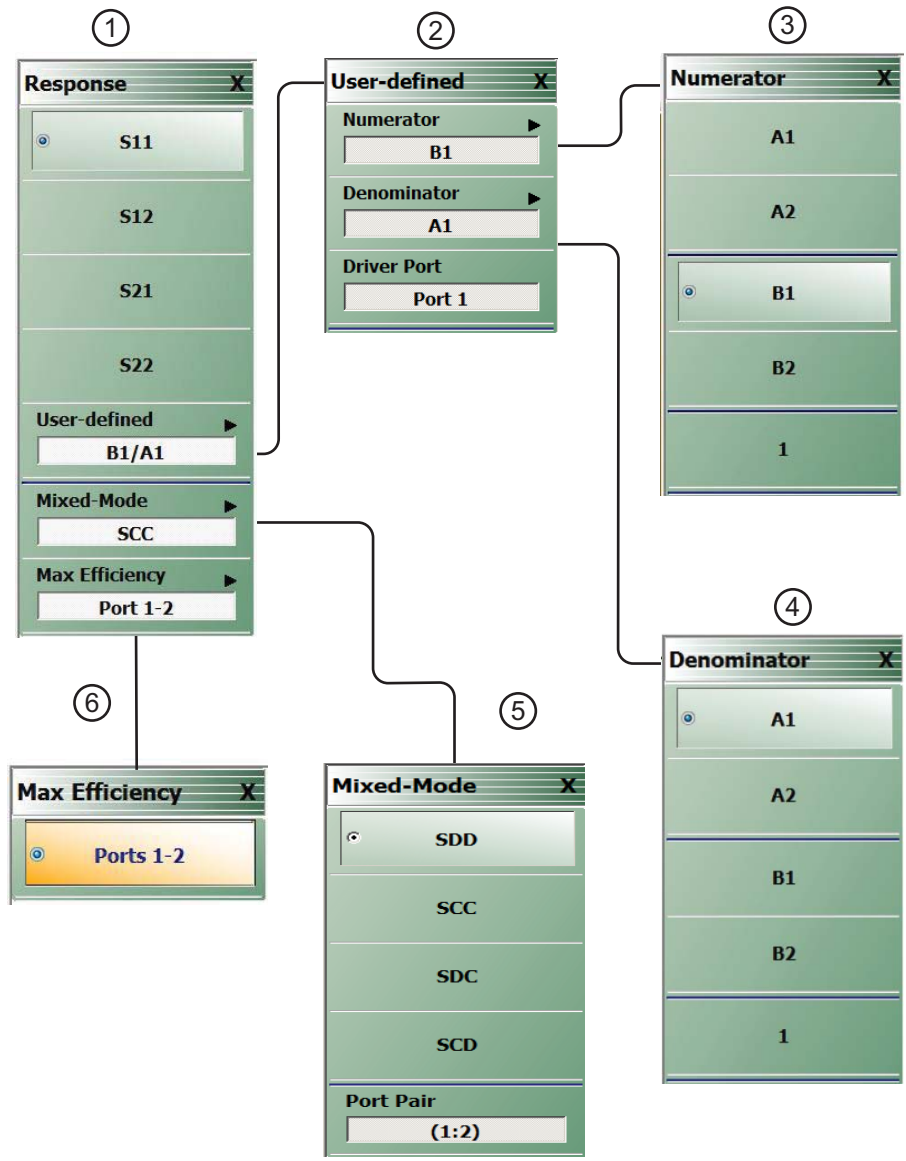 1
Response X
S11
S12
S21
S22
User-defined
B1/A1
Mixed-Mode
SCC
Max Efficiency
Port 1-2
2
User-defined X
Numerator
B1
Denominator
A1
Driver Port
Port 1
3
Numerator X
A1
A2
B1
B2
1
4
Denominator X
A1
A2
B1
B2
1
5
Mixed-Mode X
SDD
SCC
SDC
SCD
Port Pair
(1:2)
6
Max Efficiency X
Ports 1-2